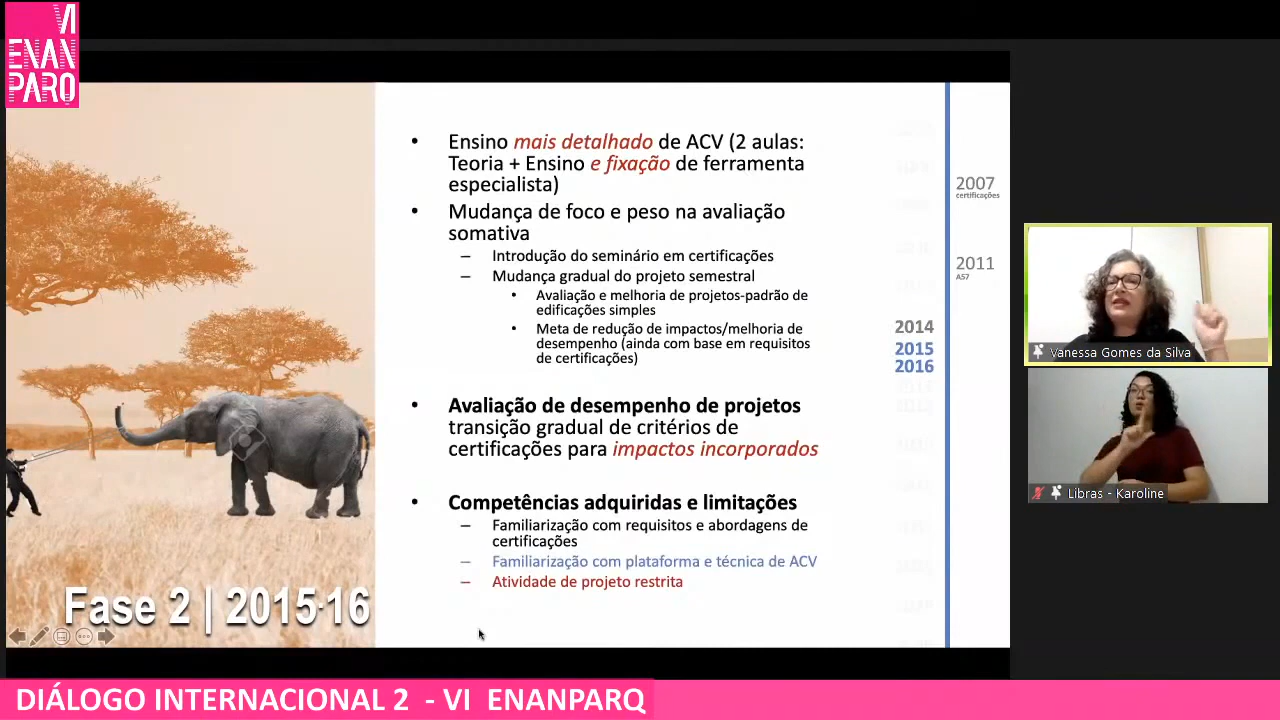 VI
ENAN
PARQ
• Ensino mais detalhado de ACV (2 aulas:
Teoria + Ensino e fixação de ferramenta
especialista)
• Mudança de foco e peso na avaliação
somativa
– Introdução do seminário em certificações
– Mudança gradual do projeto semestral
• Avaliação e melhoria de projetos-padrão de
edificações simples
• Meta de redução de impactos/melhoria de
desempenho (ainda com base em requisitos
de certificações)
• Avaliação de desempenho de projetos
transição gradual de critérios de
certificações para impactos incorporados
• Competências adquiridas e limitações
– Familiarização com requisitos e abordagens de
certificações
– Familiarização com plataforma e técnica de ACV
– Atividade de projeto restrita
2014
2015
2016
2007
certificações
2011
A57
Fase 2 | 2015-16
Vanessa Gomes da Silva
Libras - Karoline
DIÁLOGO INTERNACIONAL 2 - VI ENANPARQ